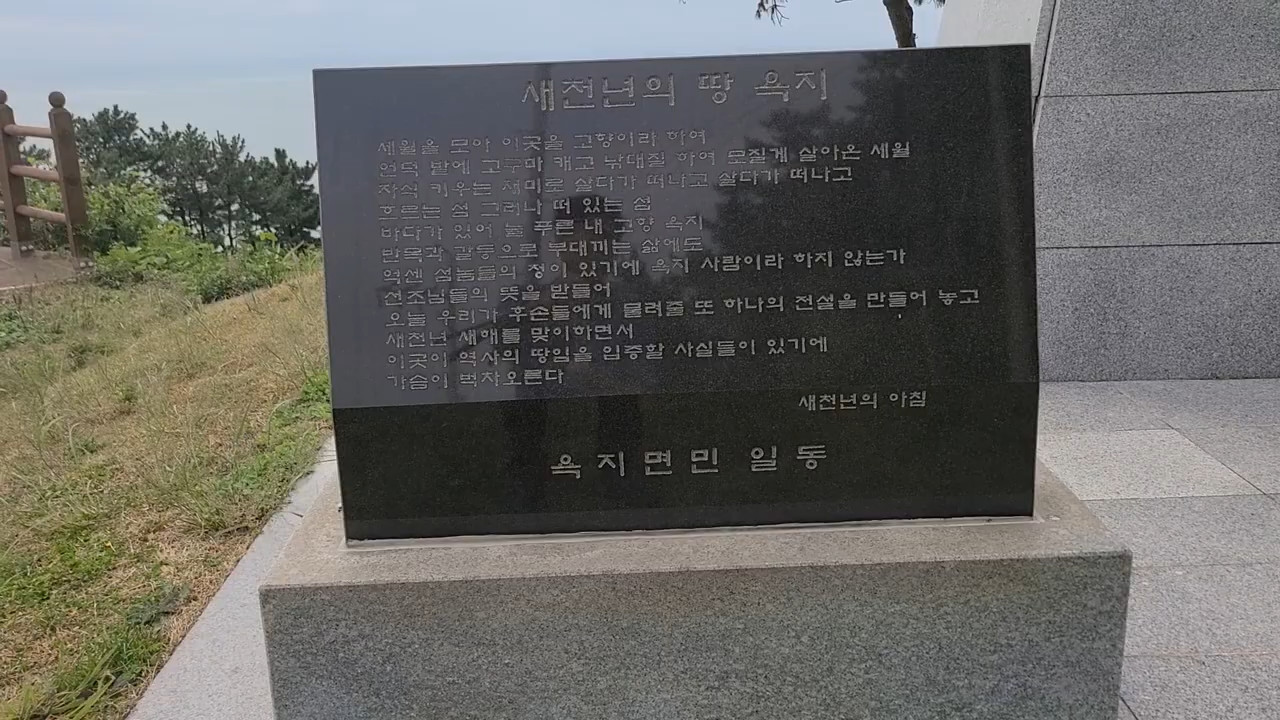 새천년의 땅 욕지
세월을 모아 이곳을 고향이라 하여
언덕 밭에 고구마 캐고 낚대질 하여 모질게 살아온 세월
자식 키우는 재미로 살다가 떠나고 살다가 떠나고
흐르는 섬 그러나 떠 있는 섬
바다가 있어 늘 푸른 내 고향 욕지
반목과 갈등으로 부대끼는 삶에도
억센 섬놈들의 정이 있기에 욕지 사람이라 하지 않는가
선조님들의 뜻을 받들어
오늘 우리가 후손들에게 물려줄 또 하나의 전설을 만들어 놓고
새천년 새해를 맞이하면서
이곳이 역사의 땅임을 입증할 사실들이 있기에
가슴이 벅차오른다
새천년의 아침
욕지면민 일동